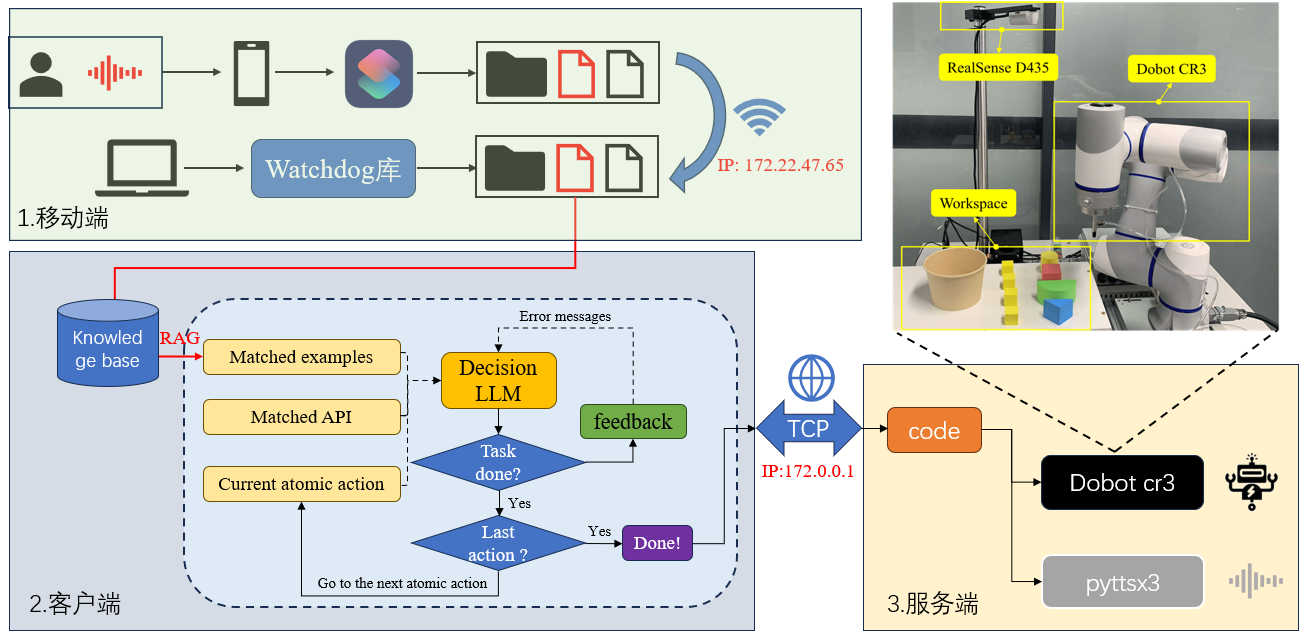 Watchdog库
IP: 172.22.47.65
1.移动端
RealSense D435
Dobot CR3
Workspace
Knowled
ge base
RAG
Matched examples
Matched API
Current atomic action
Error messages
Decision
LLM
feedback
Task
done?
Yes
Last
action ?
Yes
Done!
Go to the next atomic action
2.客户端
TCP
IP:172.0.0.1
code
Dobot cr3
pyttsx3
3.服务端